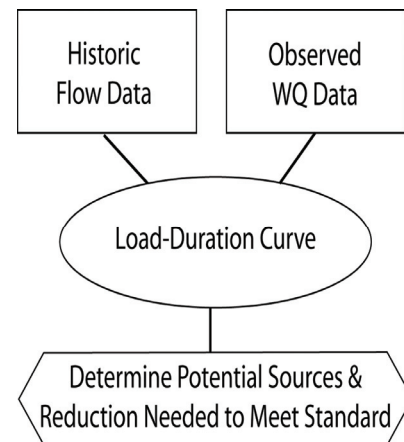 Historic
Flow Data
Observed
WQ Data
Load-Duration Curve
Determine Potential Sources &
Reduction Needed to Meet Standard